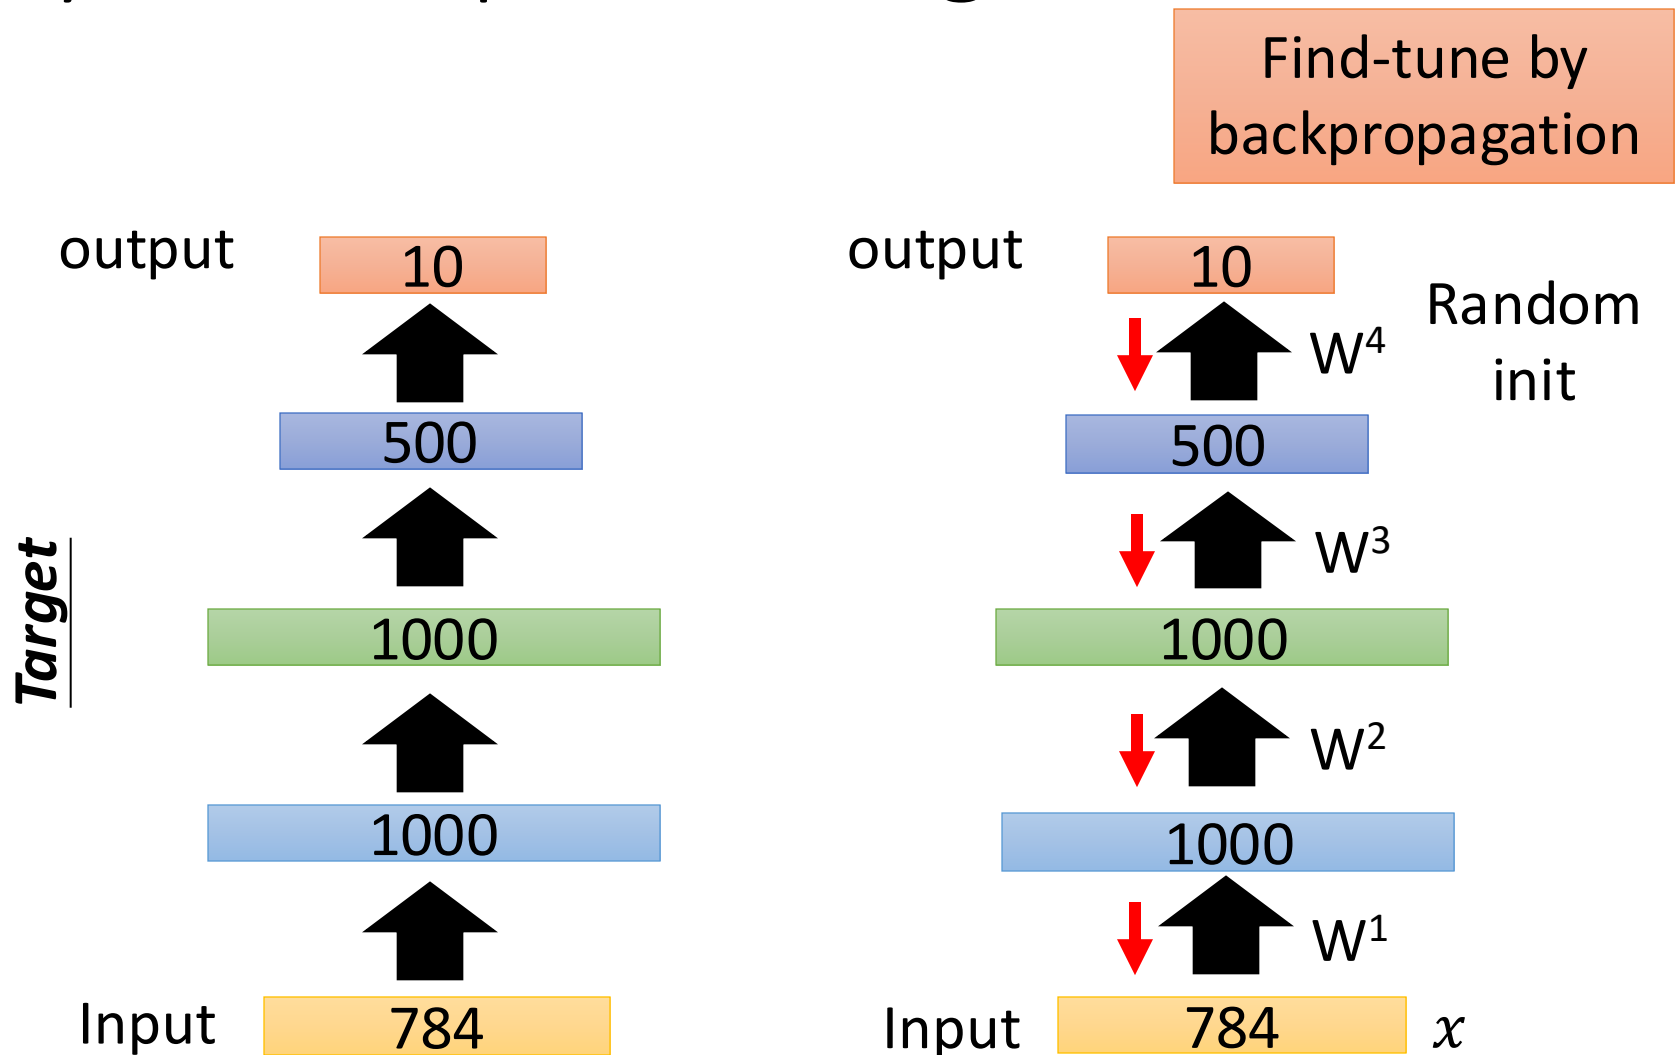 Find-tune by
backpropagation
output
10
500
Target
1000
1000
Input
784
output
10
Random
init
W⁴
500
W³
1000
W²
1000
W¹
Input
784
x